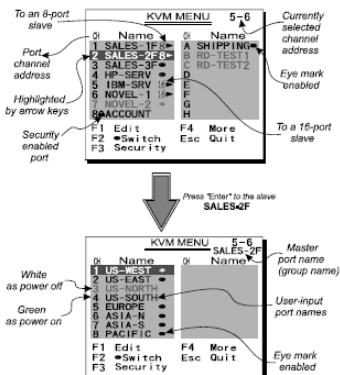 To an 8-port
slave
KVM MENU 5-6
Currently
selected
channel
address
CH Name CH Name
Port
channel
address
1 SALES-1F 8►
2 SALES-2F 8►
3 SALES-3F
4 HP-SERV
5 IBM-SRV 16►
6 NOVEL-1 16►
7 NOVEL-2
8 ACCOUNT
A SHIPPING
B RD-TEST1
C RD-TEST2
D
E
F
G
H
Eye mark
enabled
Highlighted
by arrow keys
To a 16-port
slave
Security
enabled
port
F1 Edit F4 More
F2 Switch Esc Quit
F3 Security
Press "Enter" to the slave
SALES-2F
KVM MENU 5-6
SALES-2F
CH Name CH Name
Master
port name
(group name)
White
as power off
Green
as power on
1 US-WEST
2 US-EAST
3 US-NORTH
4 US-SOUTH
5 EUROPE
6 ASIA-N
7 ASIA-S
8 PACIFIC
User-input
port names
Eye mark
enabled
F1 Edit F4 More
F2 Switch Esc Quit
F3 Security